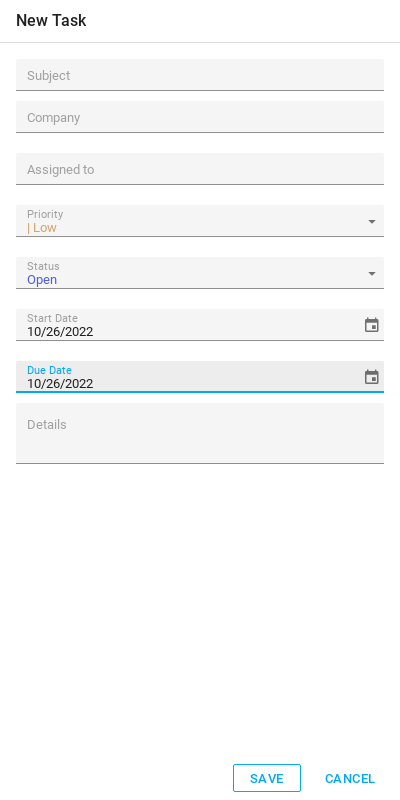 New Task
Subject
Company
Assigned to
Priority
| Low
Status
Open
Start Date
10/26/2022
Due Date
10/26/2022
Details
SAVE CANCEL